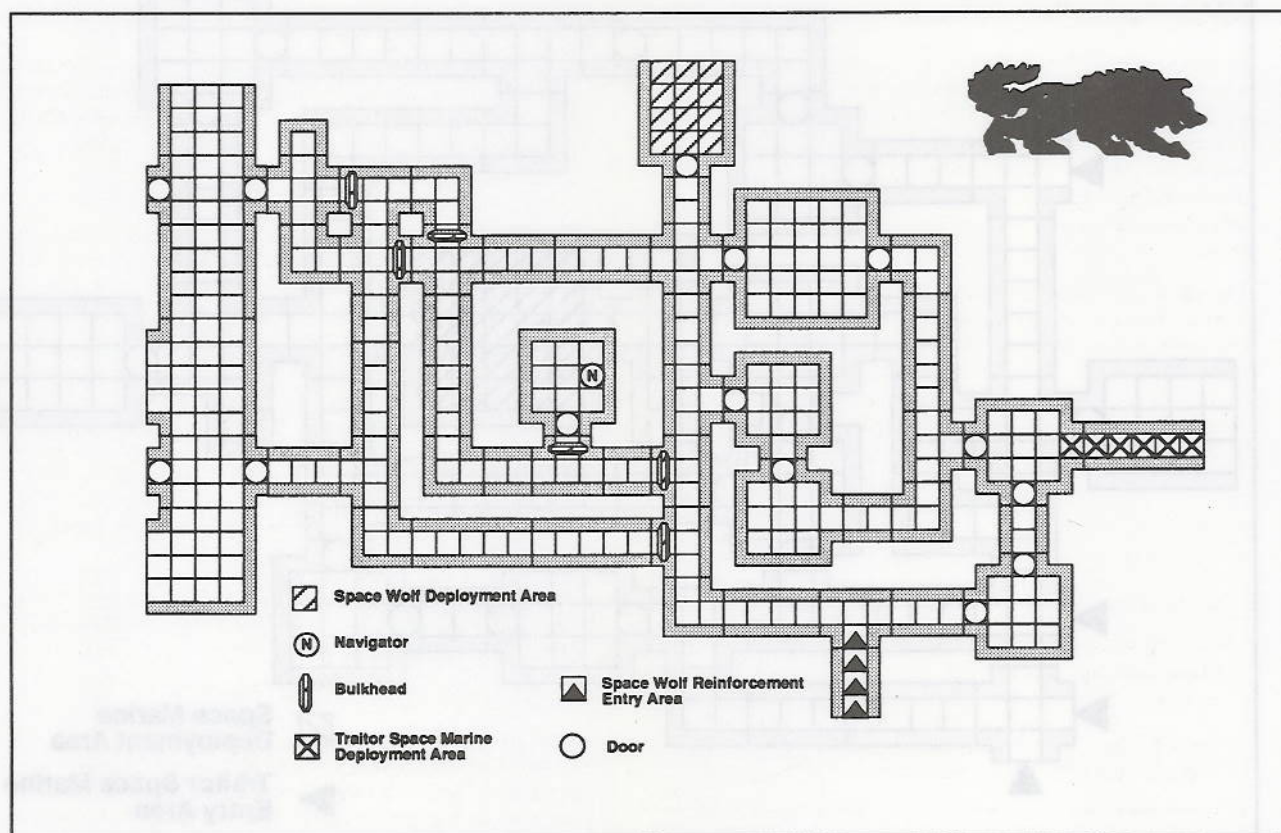 N
Space Wolf Deployment Area
N
Navigator
Bulkhead
Space Wolf Reinforcement
Entry Area
Traitor Space Marine
Deployment Area
Door
Space Marine
Deployment Area
Traitor Space Marine
Entry Area